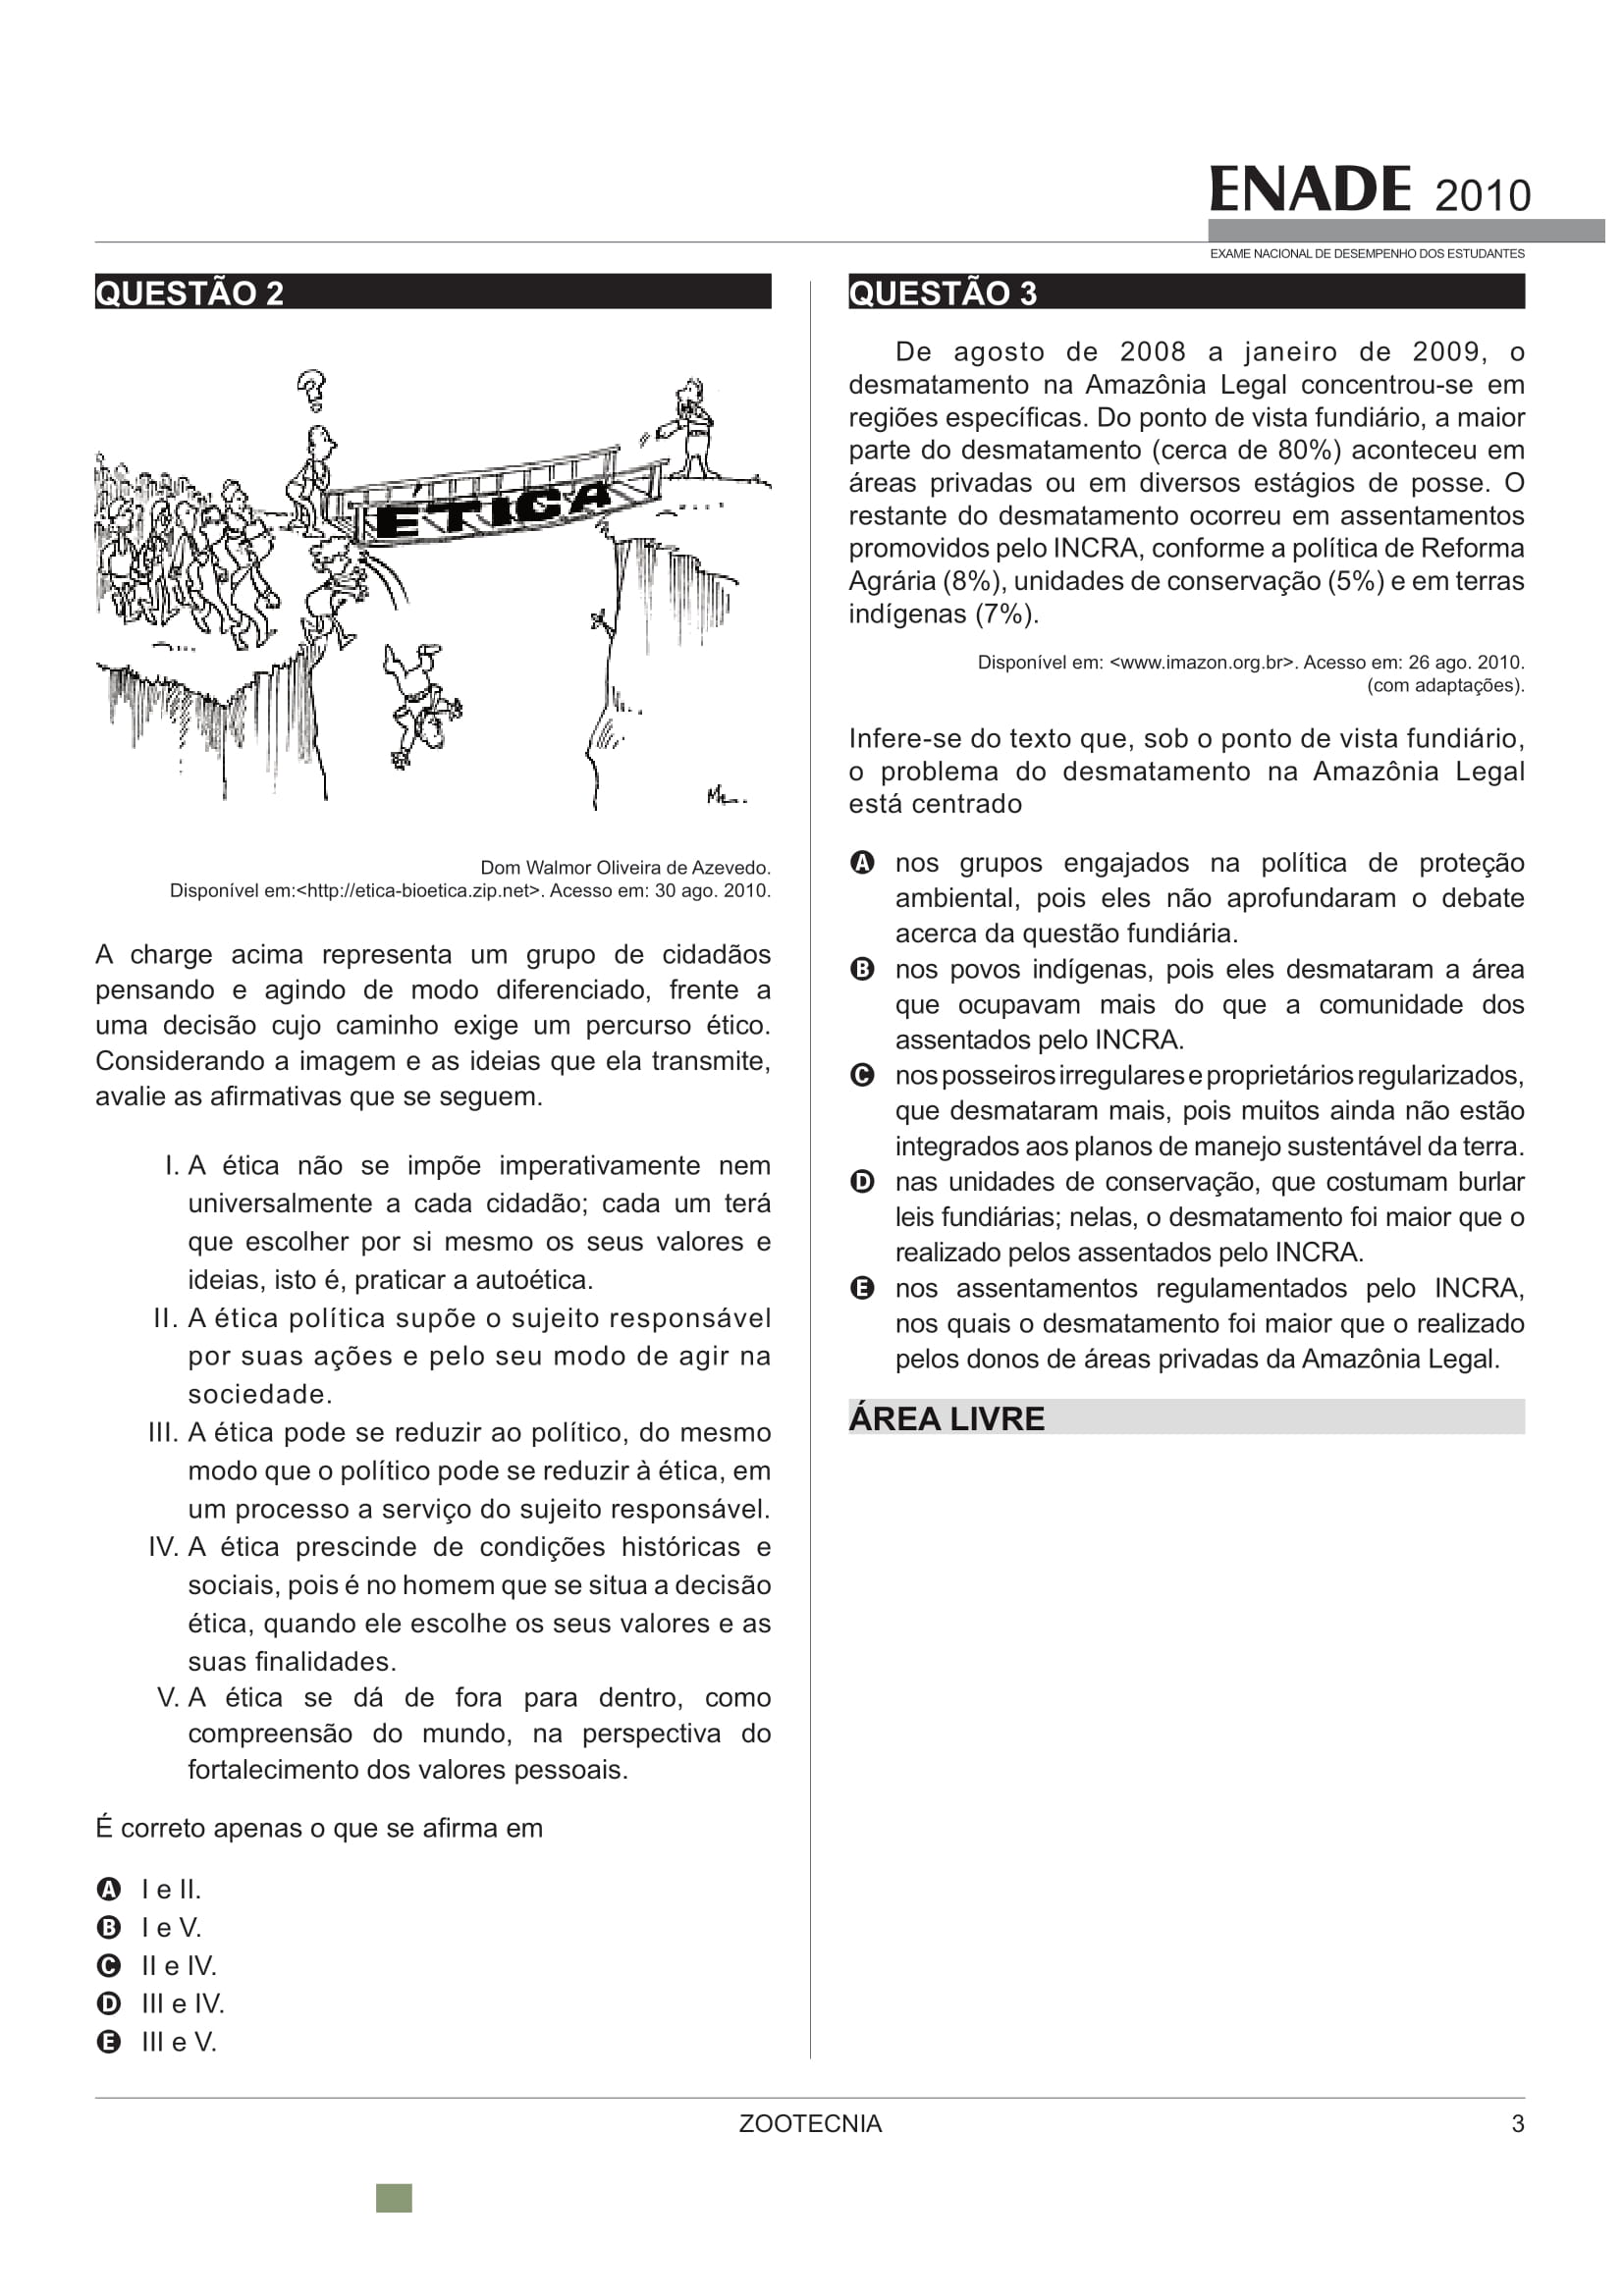 ENADE 2010
EXAME NACIONAL DE DESEMPENHO DOS ESTUDANTES
QUESTÃO 2
?
ÉTICA
Dom Walmor Oliveira de Azevedo.
Disponível em:<http://etica-bioetica.zip.net>. Acesso em: 30 ago. 2010.
A charge acima representa um grupo de cidadãos
pensando e agindo de modo diferenciado, frente a
uma decisão cujo caminho exige um percurso ético.
Considerando a imagem e as ideias que ela transmite,
avalie as afirmativas que se seguem.
I. A ética não se impõe imperativamente nem
universalmente a cada cidadão; cada um terá
que escolher por si mesmo os seus valores e
ideias, isto é, praticar a autoética.
II. A ética política supõe o sujeito responsável
por suas ações e pelo seu modo de agir na
sociedade.
III. A ética pode se reduzir ao político, do mesmo
modo que o político pode se reduzir à ética, em
um processo a serviço do sujeito responsável.
IV. A ética prescinde de condições históricas e
sociais, pois é no homem que se situa a decisão
ética, quando ele escolhe os seus valores e as
suas finalidades.
V. A ética se dá de fora para dentro, como
compreensão do mundo, na perspectiva do
fortalecimento dos valores pessoais.
É correto apenas o que se afirma em
A I e II.
B I e V.
C II e IV.
D III e IV.
E III e V.
QUESTÃO 3
De agosto de 2008 a janeiro de 2009, o
desmatamento na Amazônia Legal concentrou-se em
regiões específicas. Do ponto de vista fundiário, a maior
parte do desmatamento (cerca de 80%) aconteceu em
áreas privadas ou em diversos estágios de posse. O
restante do desmatamento ocorreu em assentamentos
promovidos pelo INCRA, conforme a política de Reforma
Agrária (8%), unidades de conservação (5%) e em terras
indígenas (7%).
Disponível em: <www.imazon.org.br>. Acesso em: 26 ago. 2010.
(com adaptações).
Infere-se do texto que, sob o ponto de vista fundiário,
o problema do desmatamento na Amazônia Legal
está centrado
A nos grupos engajados na política de proteção
ambiental, pois eles não aprofundaram o debate
acerca da questão fundiária.
B nos povos indígenas, pois eles desmataram a área
que ocupavam mais do que a comunidade dos
assentados pelo INCRA.
C nos posseiros irregulares e proprietários regularizados,
que desmataram mais, pois muitos ainda não estão
integrados aos planos de manejo sustentável da terra.
D nas unidades de conservação, que costumam burlar
leis fundiárias; nelas, o desmatamento foi maior que o
realizado pelos assentados pelo INCRA.
E nos assentamentos regulamentados pelo INCRA,
nos quais o desmatamento foi maior que o realizado
pelos donos de áreas privadas da Amazônia Legal.
ÁREA LIVRE
ZOOTECNIA
3